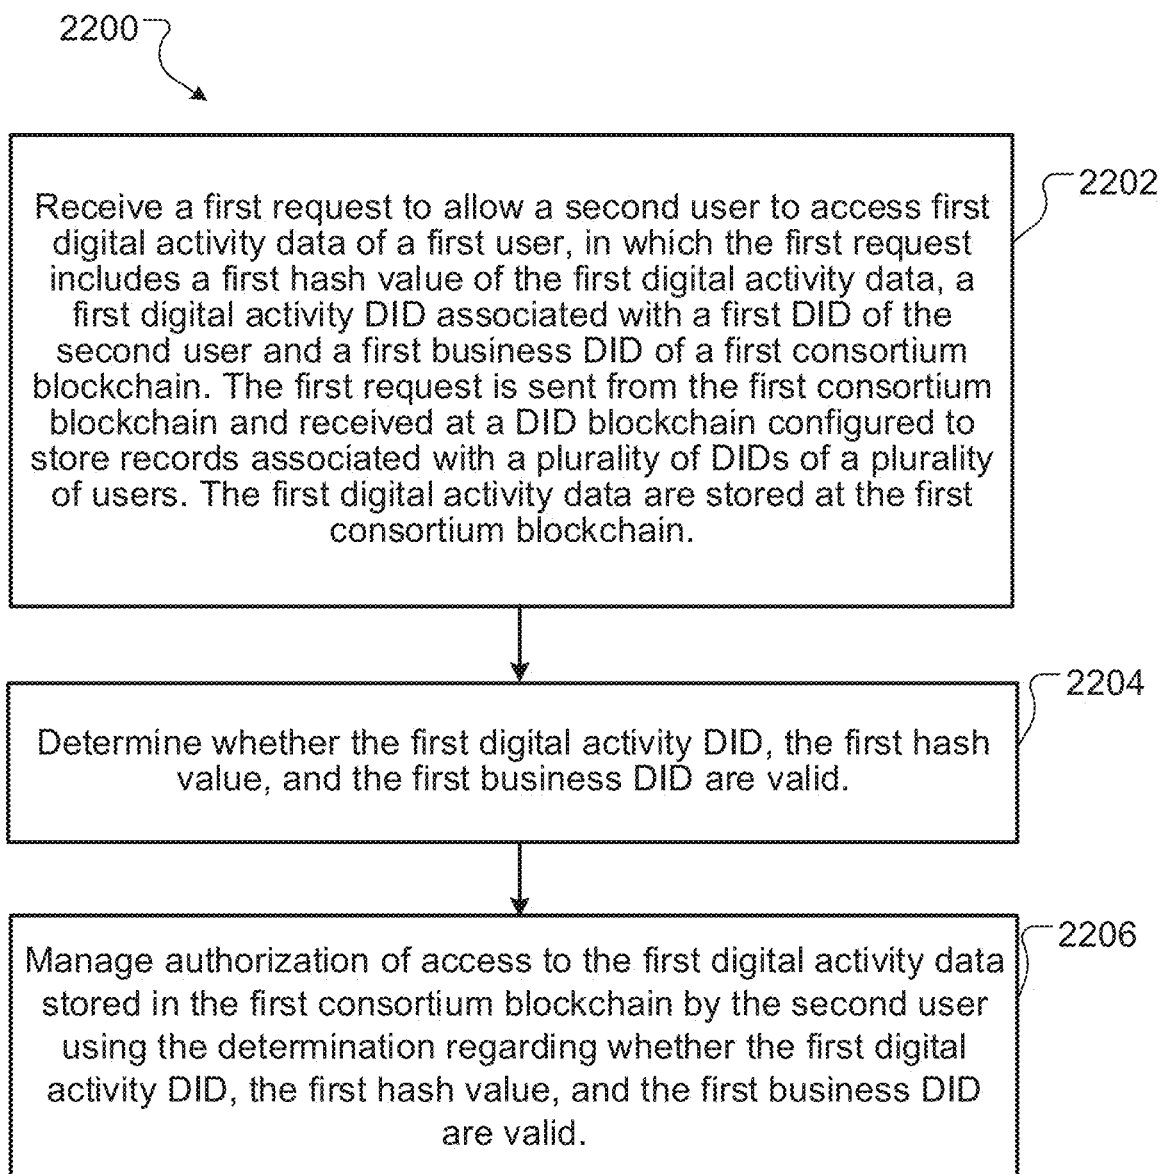 2200
2202
Receive a first request to allow a second user to access first
digital activity data of a first user, in which the first request
includes a first hash value of the first digital activity data, a
first digital activity DID associated with a first DID of the
second user and a first business DID of a first consortium
blockchain. The first request is sent from the first consortium
blockchain and received at a DID blockchain configured to
store records associated with a plurality of DIDs of a plurality
of users. The first digital activity data are stored at the first
consortium blockchain.
2204
Determine whether the first digital activity DID, the first hash
value, and the first business DID are valid.
2206
Manage authorization of access to the first digital activity data
stored in the first consortium blockchain by the second user
using the determination regarding whether the first digital
activity DID, the first hash value, and the first business DID
are valid.